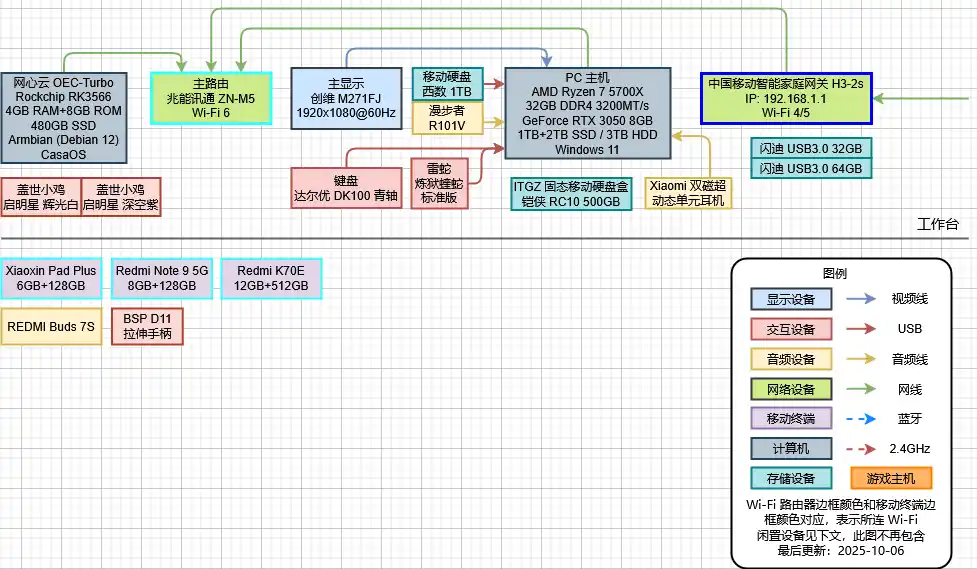 网心云 OEC-Turbo
Rockchip RK3566
4GB RAM+8GB ROM
480GB SSD
Armbian (Debian 12)
CasaOS
主路由
兆能讯通 ZN-M5
Wi-Fi 6
主显示
创维 M271FJ
1920x1080@60Hz
移动硬盘
西数 1TB
漫步者
R101V
PC 主机
AMD Ryzen 7 5700X
32GB DDR4 3200MT/s
GeForce RTX 3050 8GB
1TB+2TB SSD / 3TB HDD
Windows 11
中国移动智能家庭网关 H3-2s
IP: 192.168.1.1
Wi-Fi 4/5
闪迪 USB3.0 32GB
闪迪 USB3.0 64GB
盖世小鸡
启明星 辉光白
盖世小鸡
启明星 深空紫
键盘
达尔优 DK100 青轴
雷蛇
炼狱蝰蛇
标准版
ITGZ 固态移动硬盘盒
铠侠 RC10 500GB
Xiaomi 双磁超
动态单元耳机
工作台
Xiaoxin Pad Plus
6GB+128GB
Redmi Note 9 5G
8GB+128GB
Redmi K70E
12GB+512GB
REDMI Buds 7S
BSP D11
拉伸手柄
图例
显示设备
视频线
交互设备
USB
音频设备
音频线
网络设备
网线
移动终端
蓝牙
计算机
2.4GHz
存储设备
游戏主机
Wi-Fi 路由器边框颜色和移动终端边
框颜色对应，表示所连 Wi-Fi
闲置设备见下文，此图不再包含
最后更新：2025-10-06